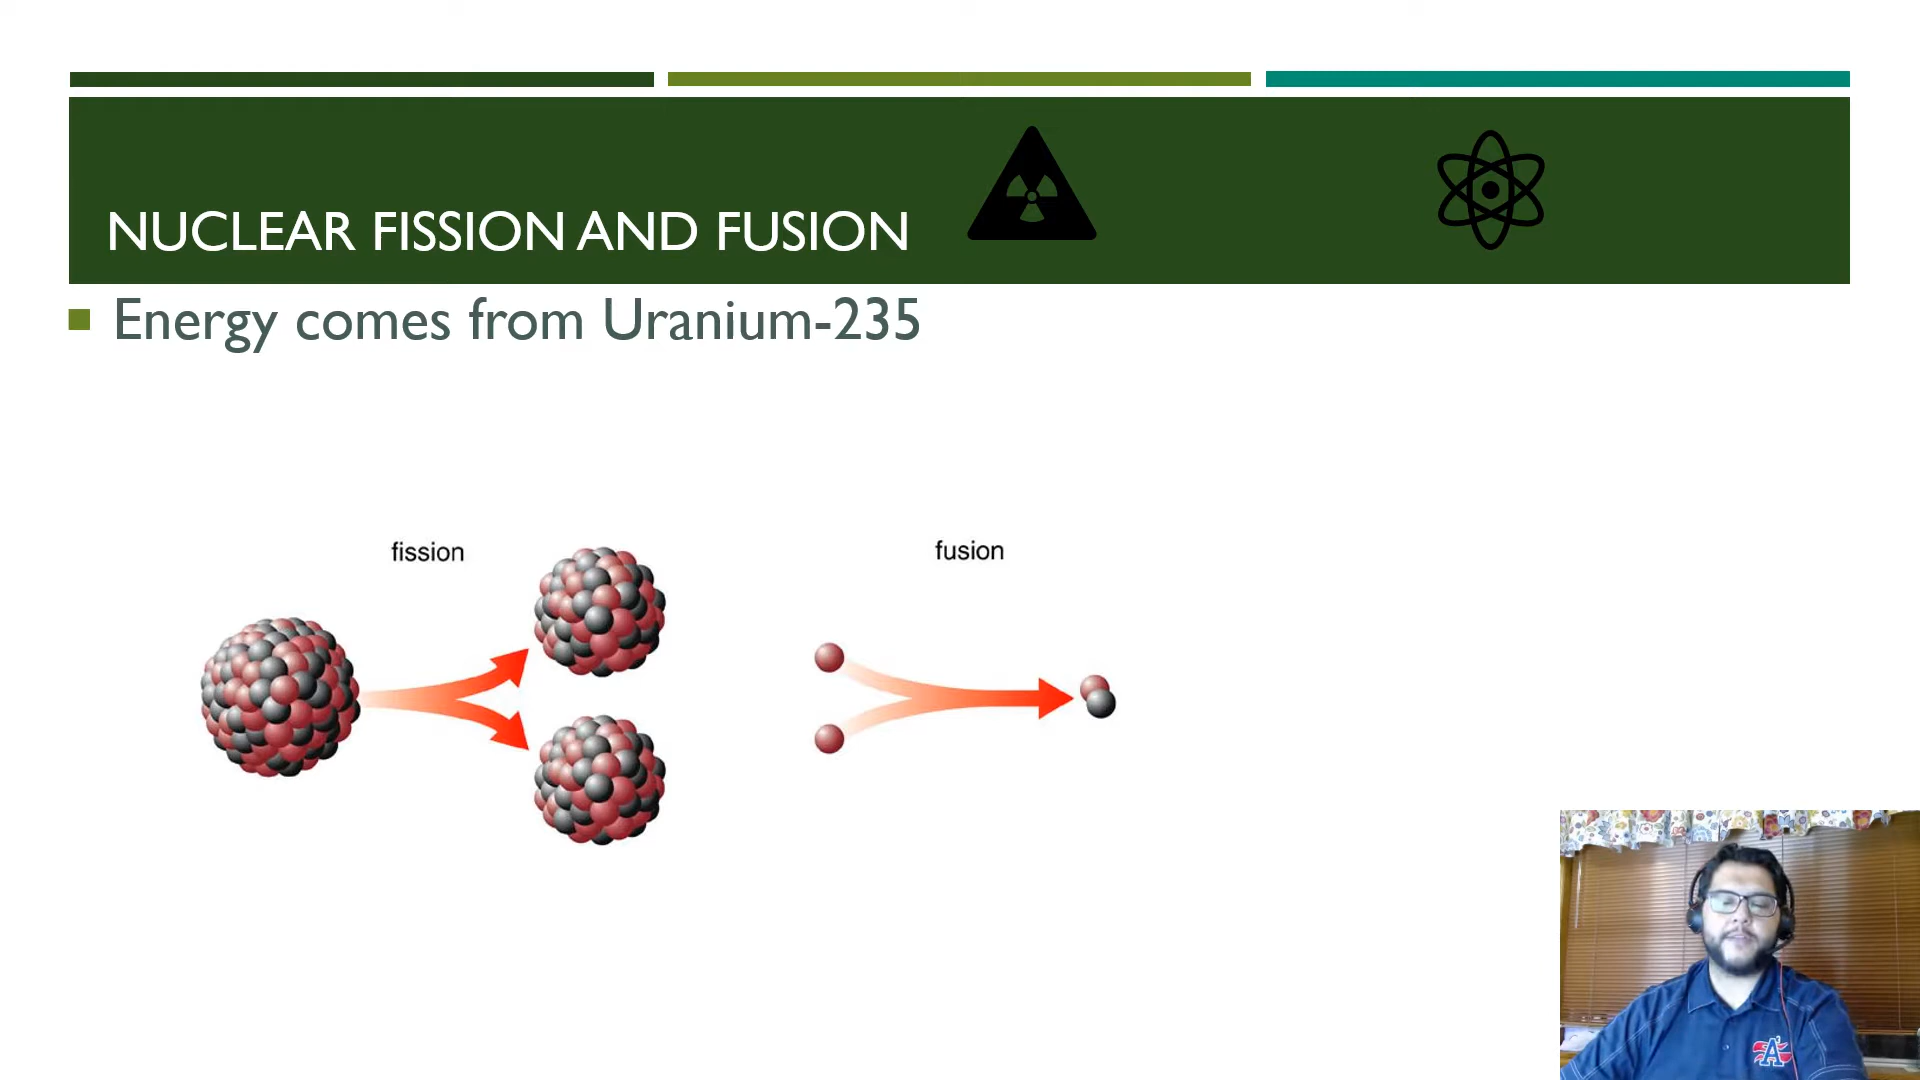 NUCLEAR FISSION AND FUSION
Energy comes from Uranium-235
fission
fusion
A